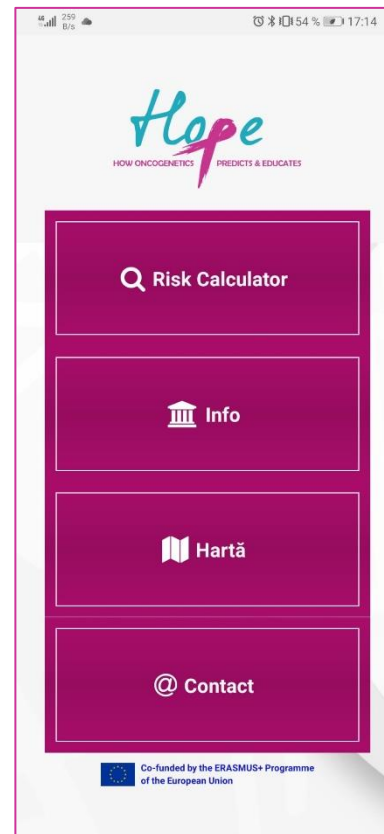 259
B/s
54 % 17:14
Hope
HOW ONCOGENETICS PREDICTS & EDUCATES
Risk Calculator
Info
Hartă
@ Contact
Co-funded by the ERASMUS+ Programme
of the European Union